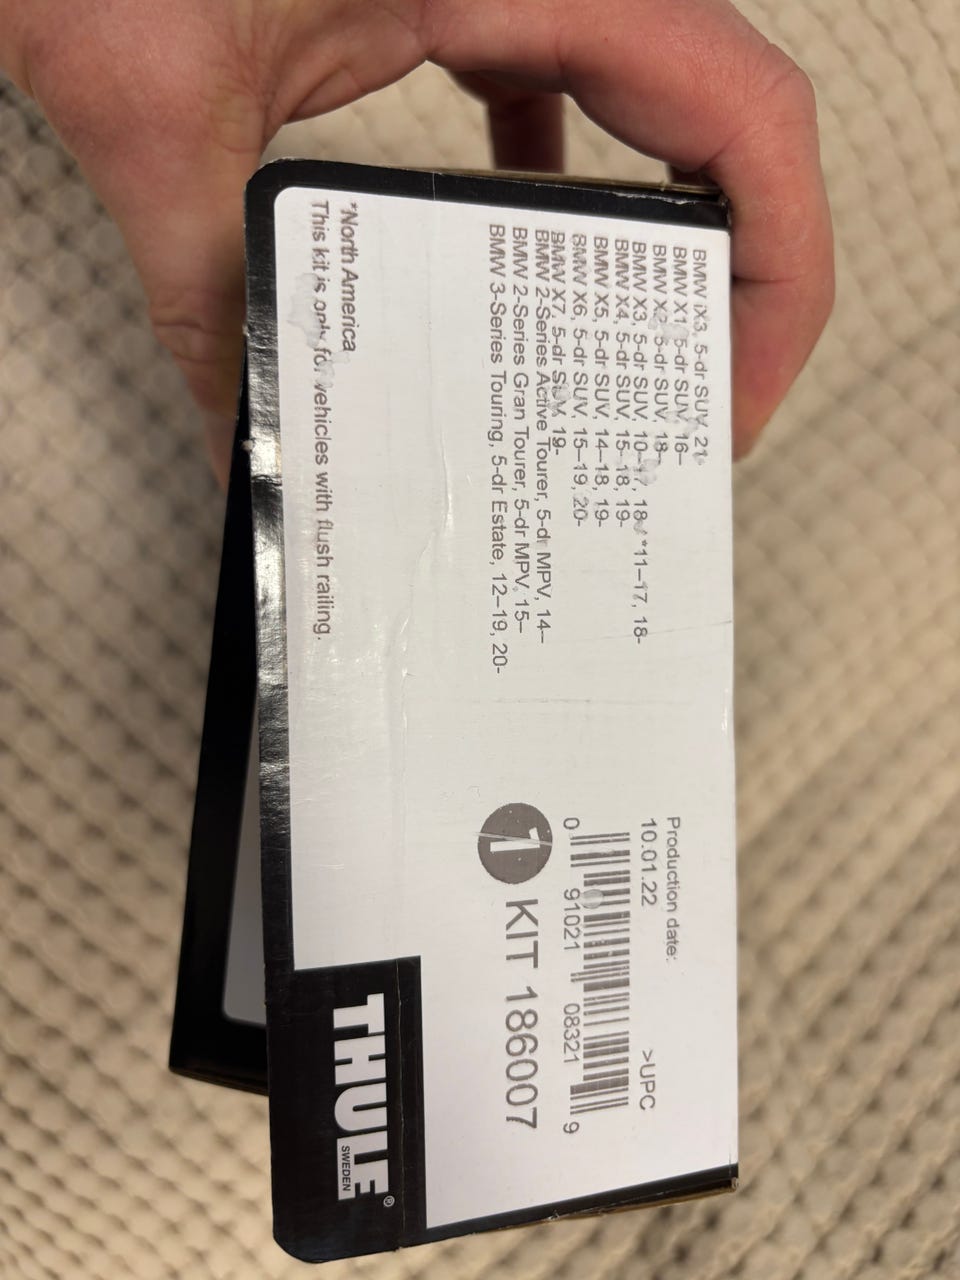 BMW iX3, 5-dr SUV, 21-
BMW X1, 5-dr SUV, 16–
BMW X2, 5-dr SUV, 18–
BMW X3, 5-dr SUV, 10–17, 18- *11–17, 18-
BMW X4, 5-dr SUV, 15–18, 19-
BMW X5, 5-dr SUV, 14–18, 19-
BMW X6, 5-dr SUV, 15–19, 20-
BMW X7, 5-dr SUV, 19-
BMW 2-Series Active Tourer, 5-dr MPV, 14–
BMW 2-Series Gran Tourer, 5-dr MPV, 15–
BMW 3-Series Touring, 5-dr Estate, 12–19, 20-
*North America
This kit is only for vehicles with flush railing.
Production date:
10.01.22
>UPC
0 91021 08321 9
1 KIT 186007
THULE®
SWEDEN